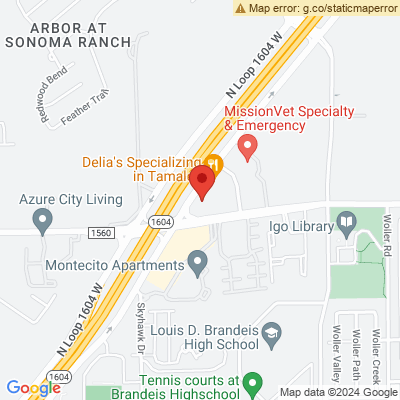 Map error: g.co/staticmaperror
ARBOR AT
SONOMA RANCH
Redwood Bend
Feather Trail
N Loop 1604 W
MissionVet Specialty
& Emergency
Delia's Specializing
in Tamal
Azure City Living
1604
1560
Igo Library
Woller Rd
Montecito Apartments
N Loop 1604 W
Skyhawk Dr
Louis D. Brandeis
High School
Woller Valley
Woller Path
Woller Creek
1604
Tennis courts at
Brandeis Highschool
Google
Map data ©2024 Google